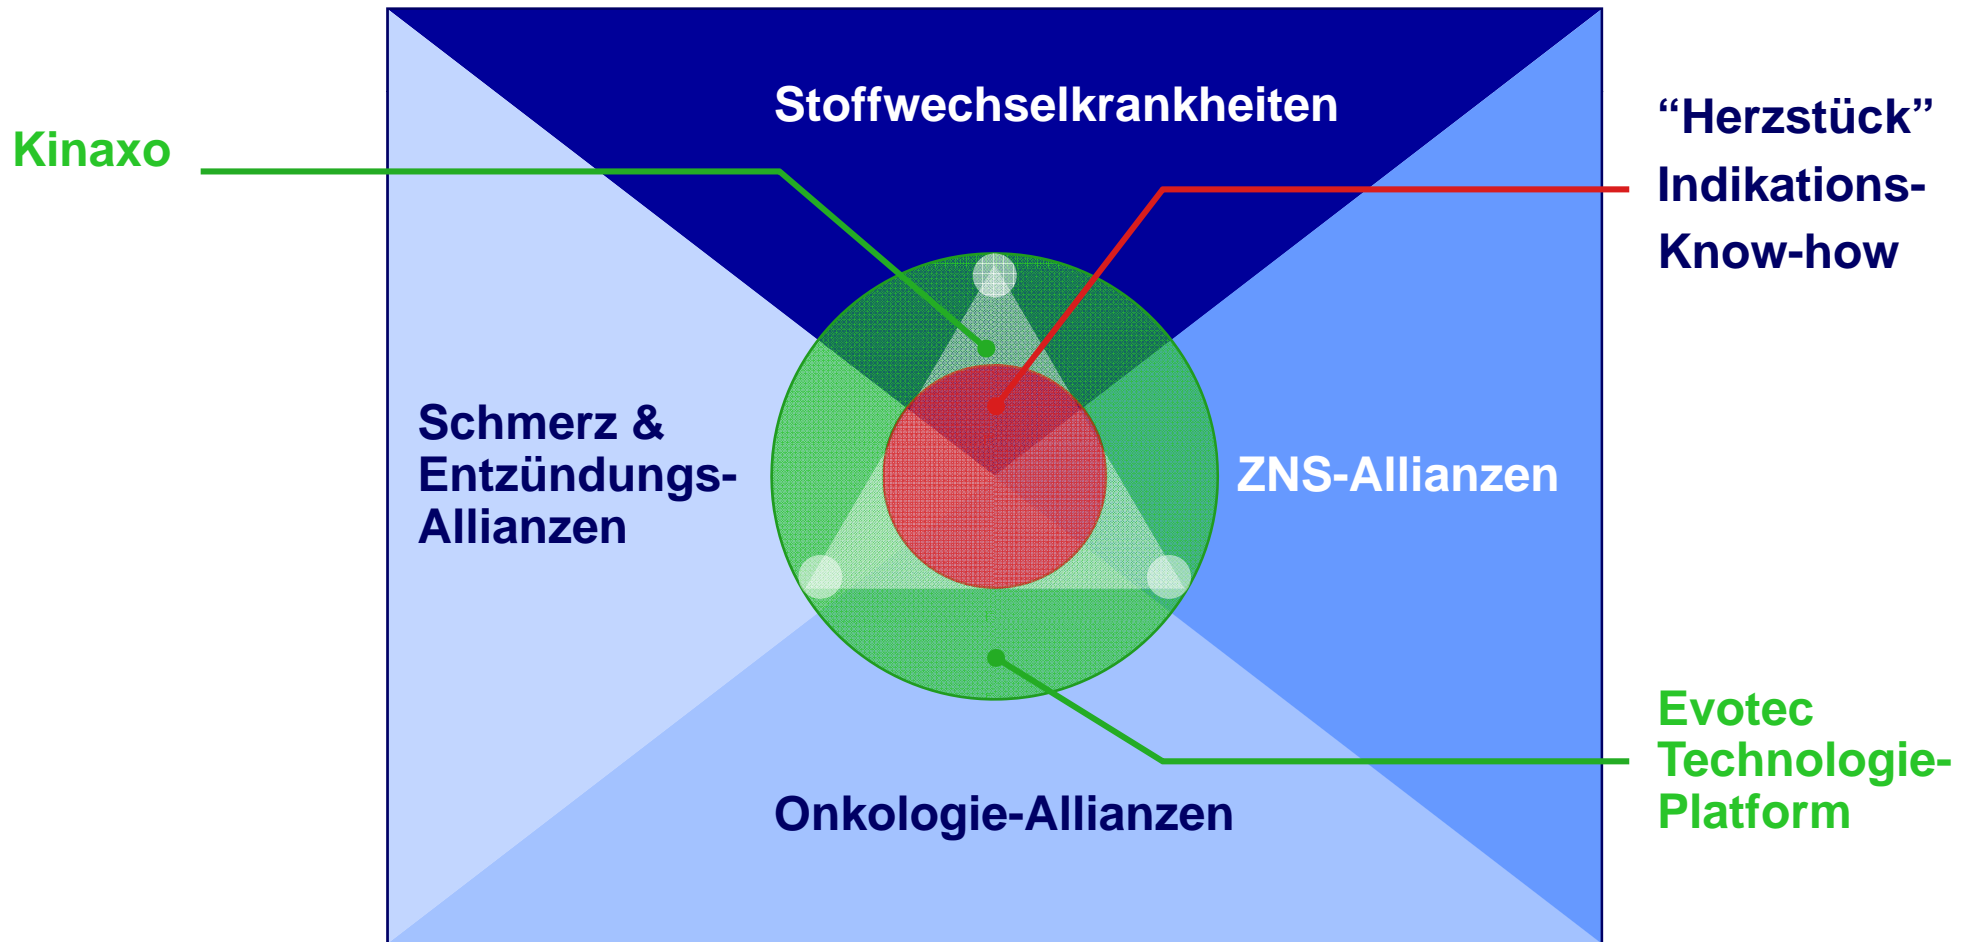 Stoffwechselkrankheiten
Kinaxo
“Herzstück”
Indikations-
Know-how
Schmerz &
Entzündungs-
Allianzen
ZNS-Allianzen
Onkologie-Allianzen
Evotec
Technologie-
Platform